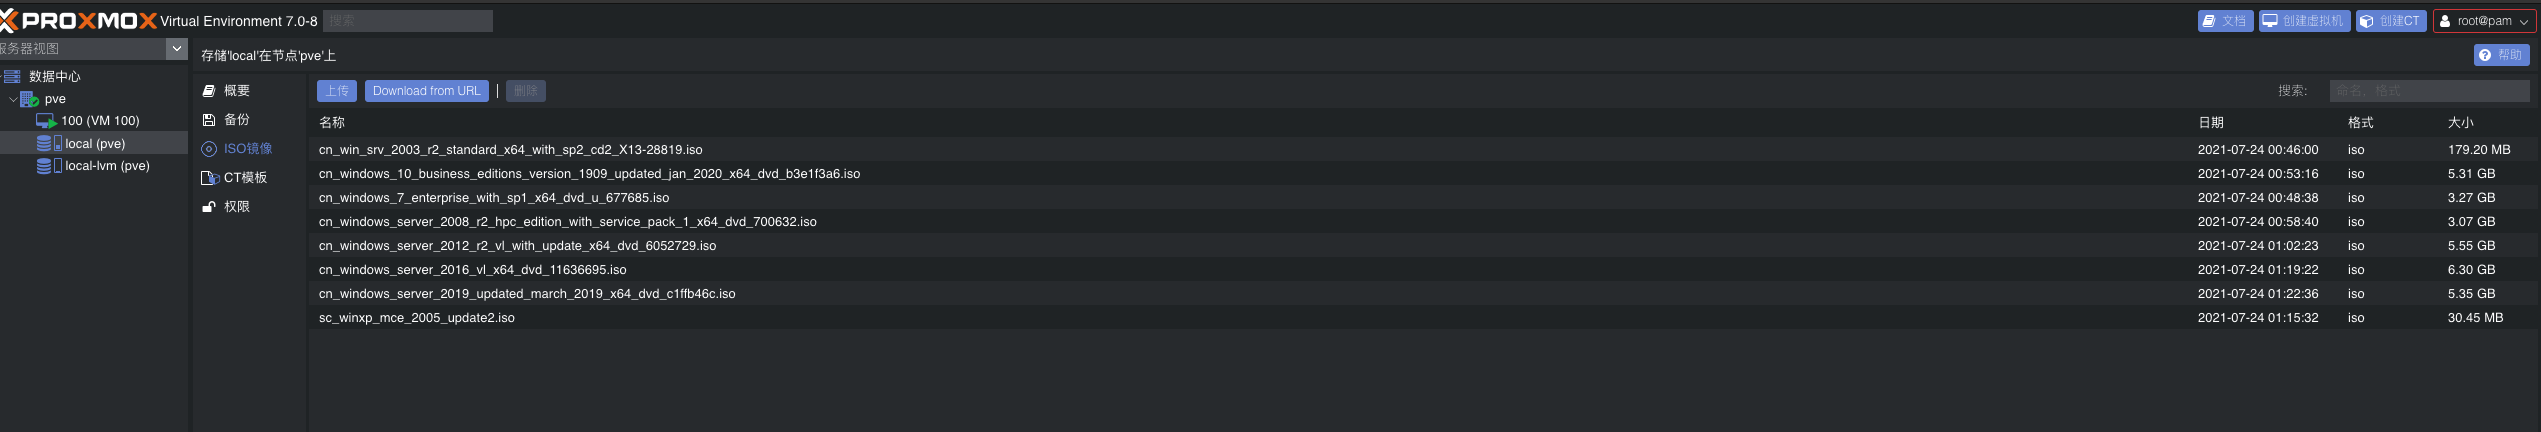 PROXMOX Virtual Environment 7.0-8 搜索 文档 创建虚拟机 创建CT root@pam
服务器视图
存储'local'在节点'pve'上 帮助
数据中心
pve
100 (VM 100)
local (pve)
local-lvm (pve)
概要
备份
ISO镜像
CT模板
权限
上传 Download from URL 删除 搜索: 命名, 格式
名称 日期 格式 大小
cn_win_srv_2003_r2_standard_x64_with_sp2_cd2_X13-28819.iso 2021-07-24 00:46:00 iso 179.20 MB
cn_windows_10_business_editions_version_1909_updated_jan_2020_x64_dvd_b3e1f3a6.iso 2021-07-24 00:53:16 iso 5.31 GB
cn_windows_7_enterprise_with_sp1_x64_dvd_u_677685.iso 2021-07-24 00:48:38 iso 3.27 GB
cn_windows_server_2008_r2_hpc_edition_with_service_pack_1_x64_dvd_700632.iso 2021-07-24 00:58:40 iso 3.07 GB
cn_windows_server_2012_r2_vl_with_update_x64_dvd_6052729.iso 2021-07-24 01:02:23 iso 5.55 GB
cn_windows_server_2016_vl_x64_dvd_11636695.iso 2021-07-24 01:19:22 iso 6.30 GB
cn_windows_server_2019_updated_march_2019_x64_dvd_c1ffb46c.iso 2021-07-24 01:22:36 iso 5.35 GB
sc_winxp_mce_2005_update2.iso 2021-07-24 01:15:32 iso 30.45 MB